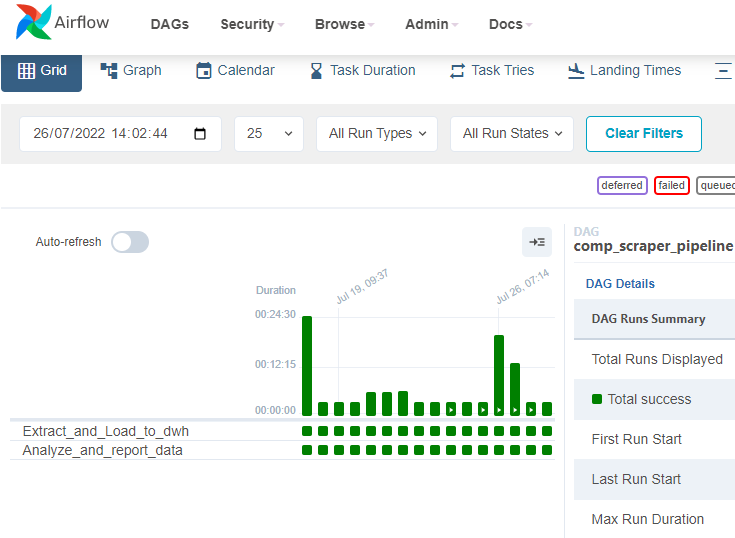 Airflow DAGs Security Browse Admin Docs
Grid Graph Calendar Task Duration Task Tries Landing Times
26/07/2022 14:02:44 25 All Run Types All Run States Clear Filters
deferred failed queued
Auto-refresh
DAG
comp_scraper_pipeline
Jul 19, 09:37 Jul 26, 07:14
Duration
DAG Details
00:24:30
DAG Runs Summary
00:12:15
Total Runs Displayed
Total success
00:00:00
Extract_and_Load_to_dwh
First Run Start
Analyze_and_report_data
Last Run Start
Max Run Duration